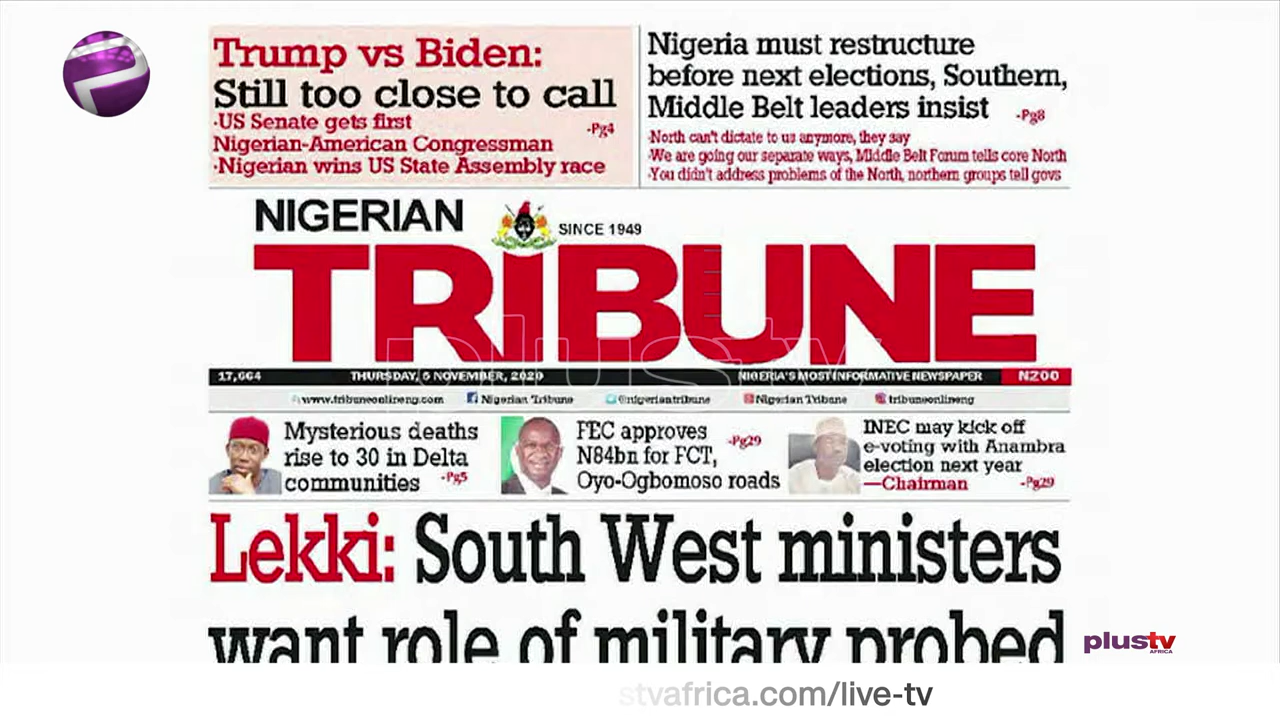 Trump vs Biden:
Still too close to call
·US Senate gets first
Nigerian-American Congressman
-Pg4
·Nigerian wins US State Assembly race
Nigeria must restructure
before next elections, Southern,
Middle Belt leaders insist
-Pg8
·North can't dictate to us anymore, they say
·We are going our separate ways, Middle Belt Forum tells core North
·You didn't address problems of the North, northern groups tell govs
NIGERIAN
SINCE 1949
TRIBUNE
plustv
17,664 THURSDAY, 5 NOVEMBER, 2020 NIGERIA'S MOST INFORMATIVE NEWSPAPER N200
www.tribuneonlineng.com Nigerian Tribune @nigeriantribune Nigerian Tribune tribuneonlineng
Mysterious deaths
rise to 30 in Delta
communities -Pg5
FEC approves
N84bn for FCT,
Oyo-Ogbomoso roads
-Pg29
INEC may kick off
e-voting with Anambra
election next year
—Chairman -Pg29
Lekki: South West ministers
want role of military probed
plustv
AFRICA
stvafrica.com/live-tv